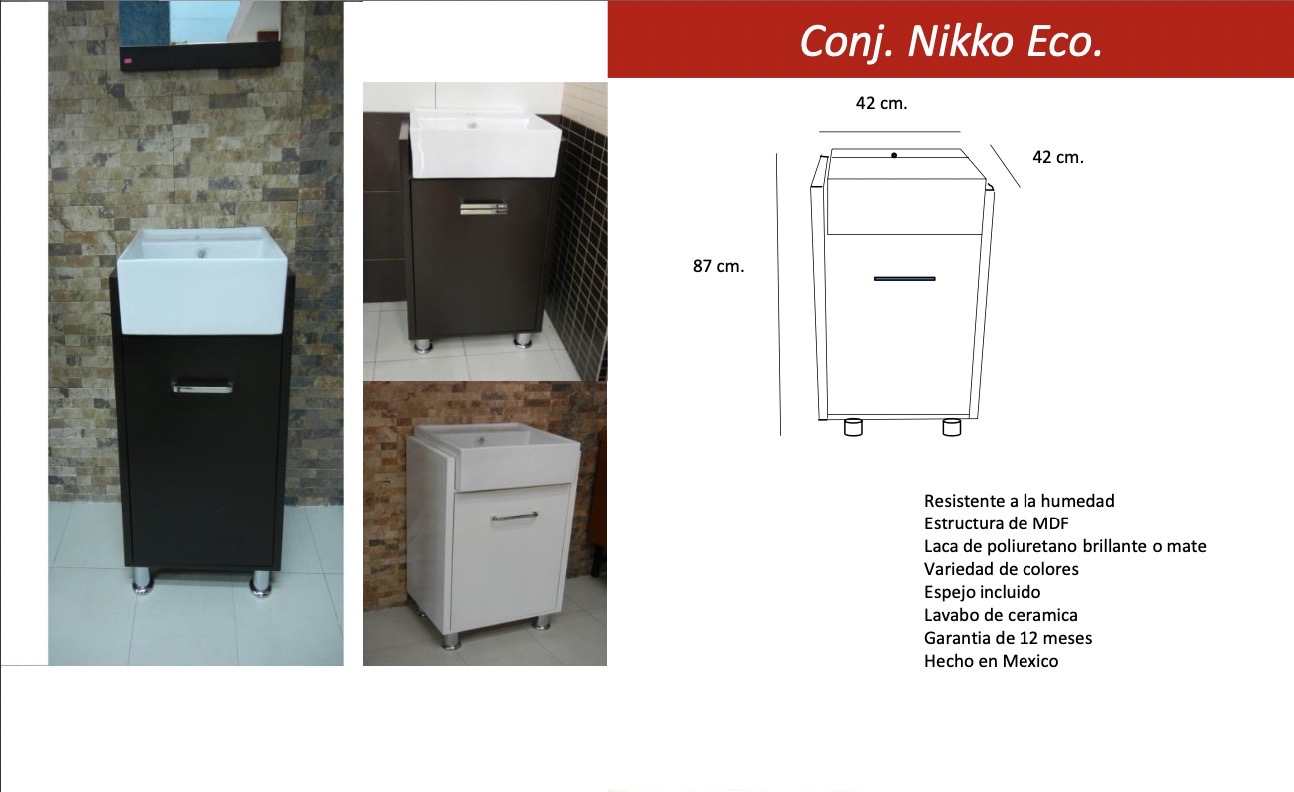 Conj. Nikko Eco.
42 cm.
42 cm.
87 cm.
Resistente a la humedad
Estructura de MDF
Laca de poliuretano brillante o mate
Variedad de colores
Espejo incluido
Lavabo de ceramica
Garantia de 12 meses
Hecho en Mexico